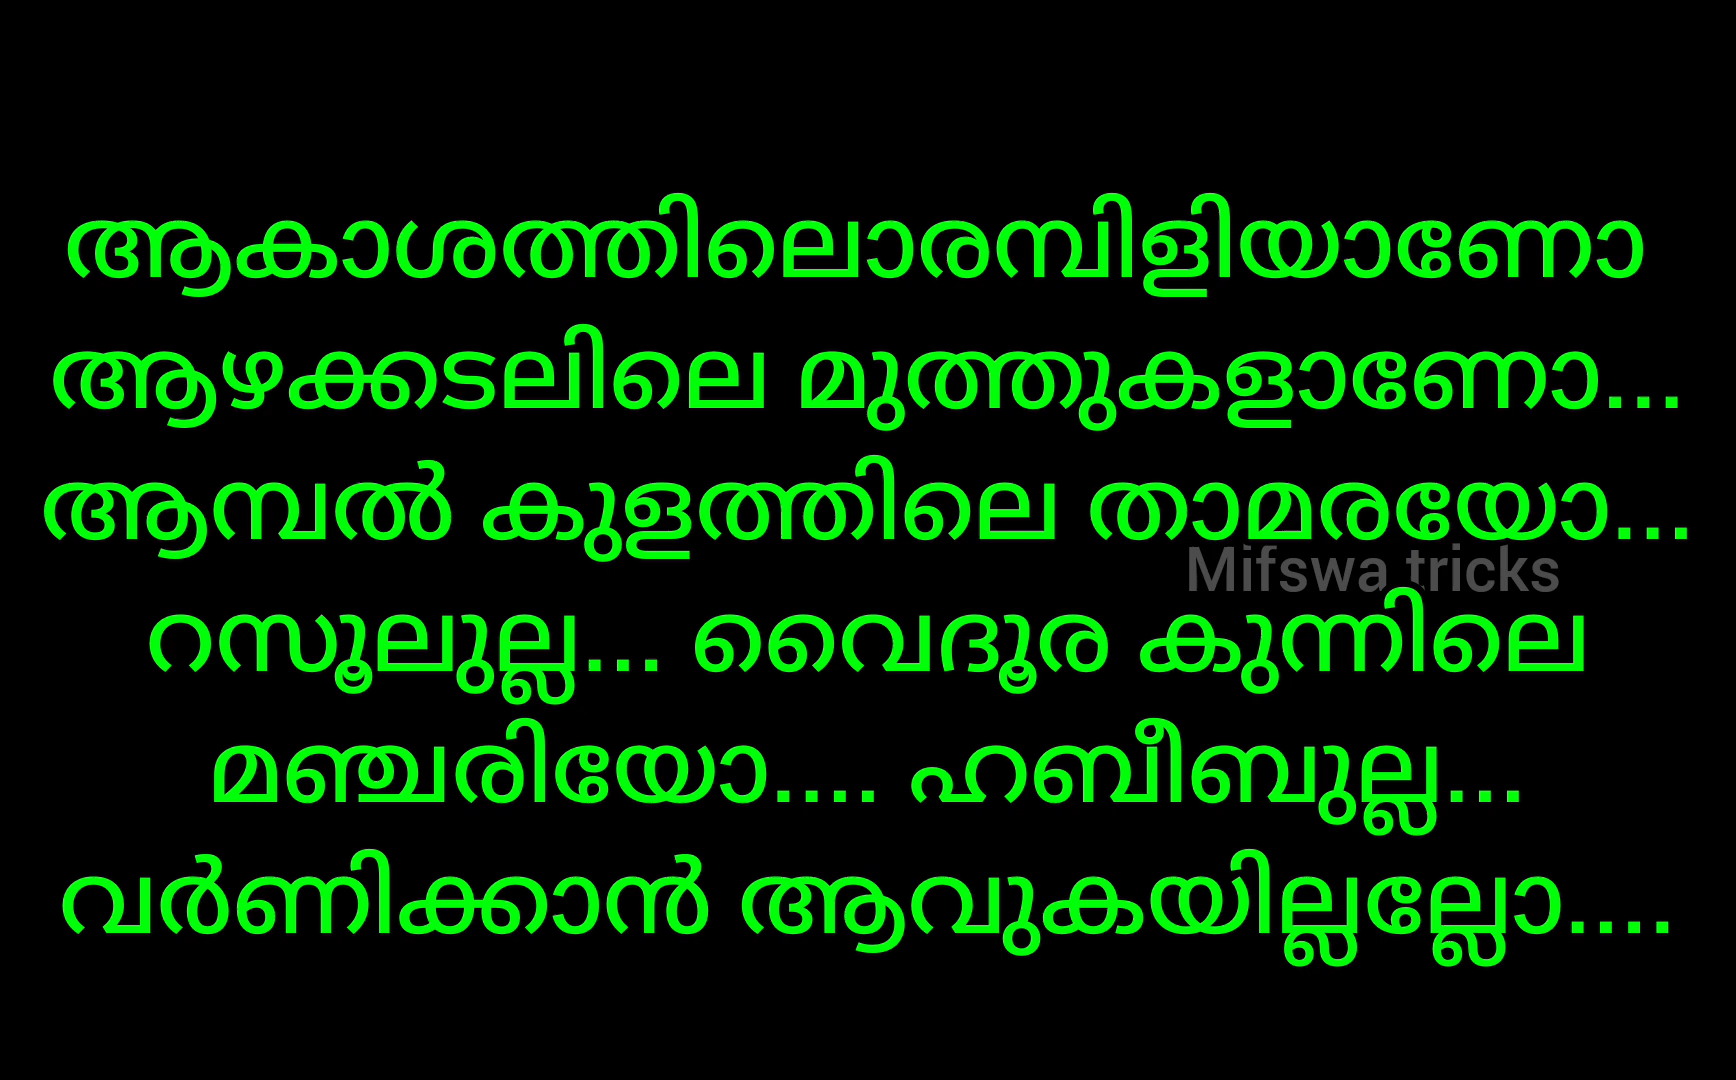 ആകാശത്തിലൊരമ്പിളിയാണോ
ആഴക്കടലിലെ മുത്തുകളാണോ...
ആമ്പൽ കുളത്തിലെ താമരയോ...
Mifswa tricks
റസൂലുല്ല... വൈദൂര കുന്നിലെ
മഞ്ചരിയോ.... ഹബീബുല്ല...
വർണിക്കാൻ ആവുകയില്ലല്ലോ....